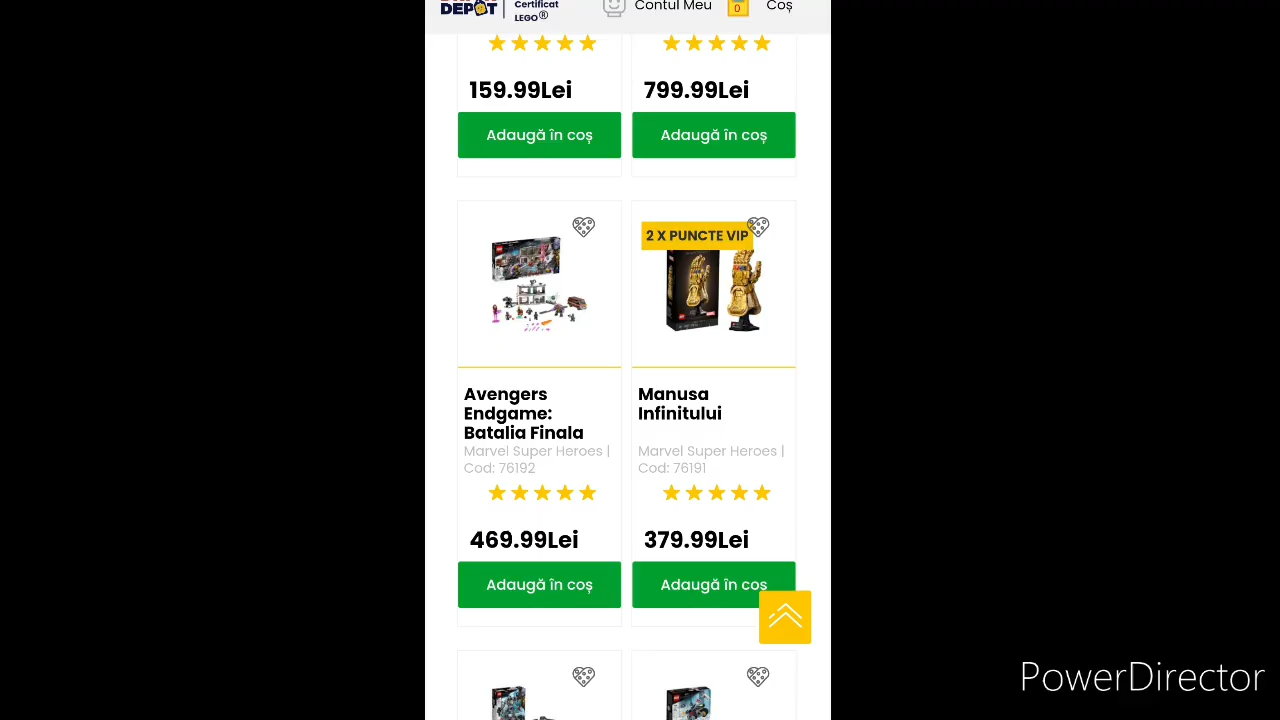 DEPOT
Certificat
LEGO®
Contul Meu
0
Coș
159.99Lei
799.99Lei
Adaugă în coș
Adaugă în coș
2 X PUNCTE VIP
Avengers
Endgame:
Batalia Finala
Marvel Super Heroes |
Cod: 76192
469.99Lei
Adaugă în coș
Manusa
Infinitului
Marvel Super Heroes |
Cod: 76191
379.99Lei
Adaugă în coș
PowerDirector